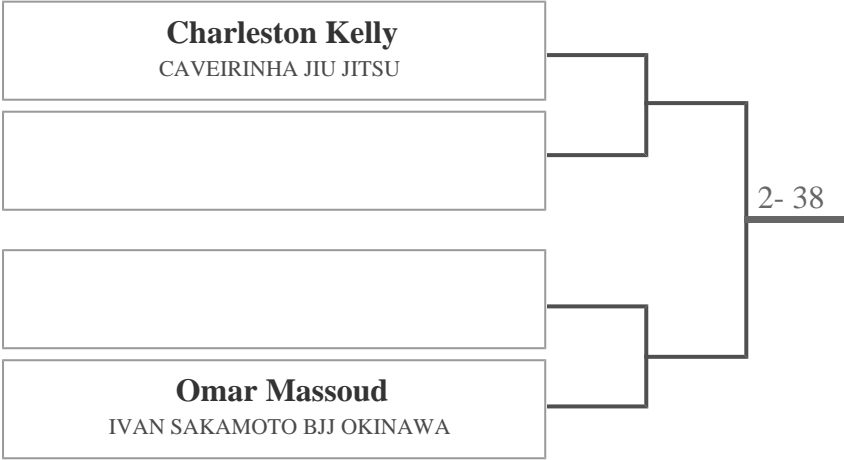 Charleston Kelly
CAVEIRINHA JIU JITSU
2- 38
Omar Massoud
IVAN SAKAMOTO BJJ OKINAWA